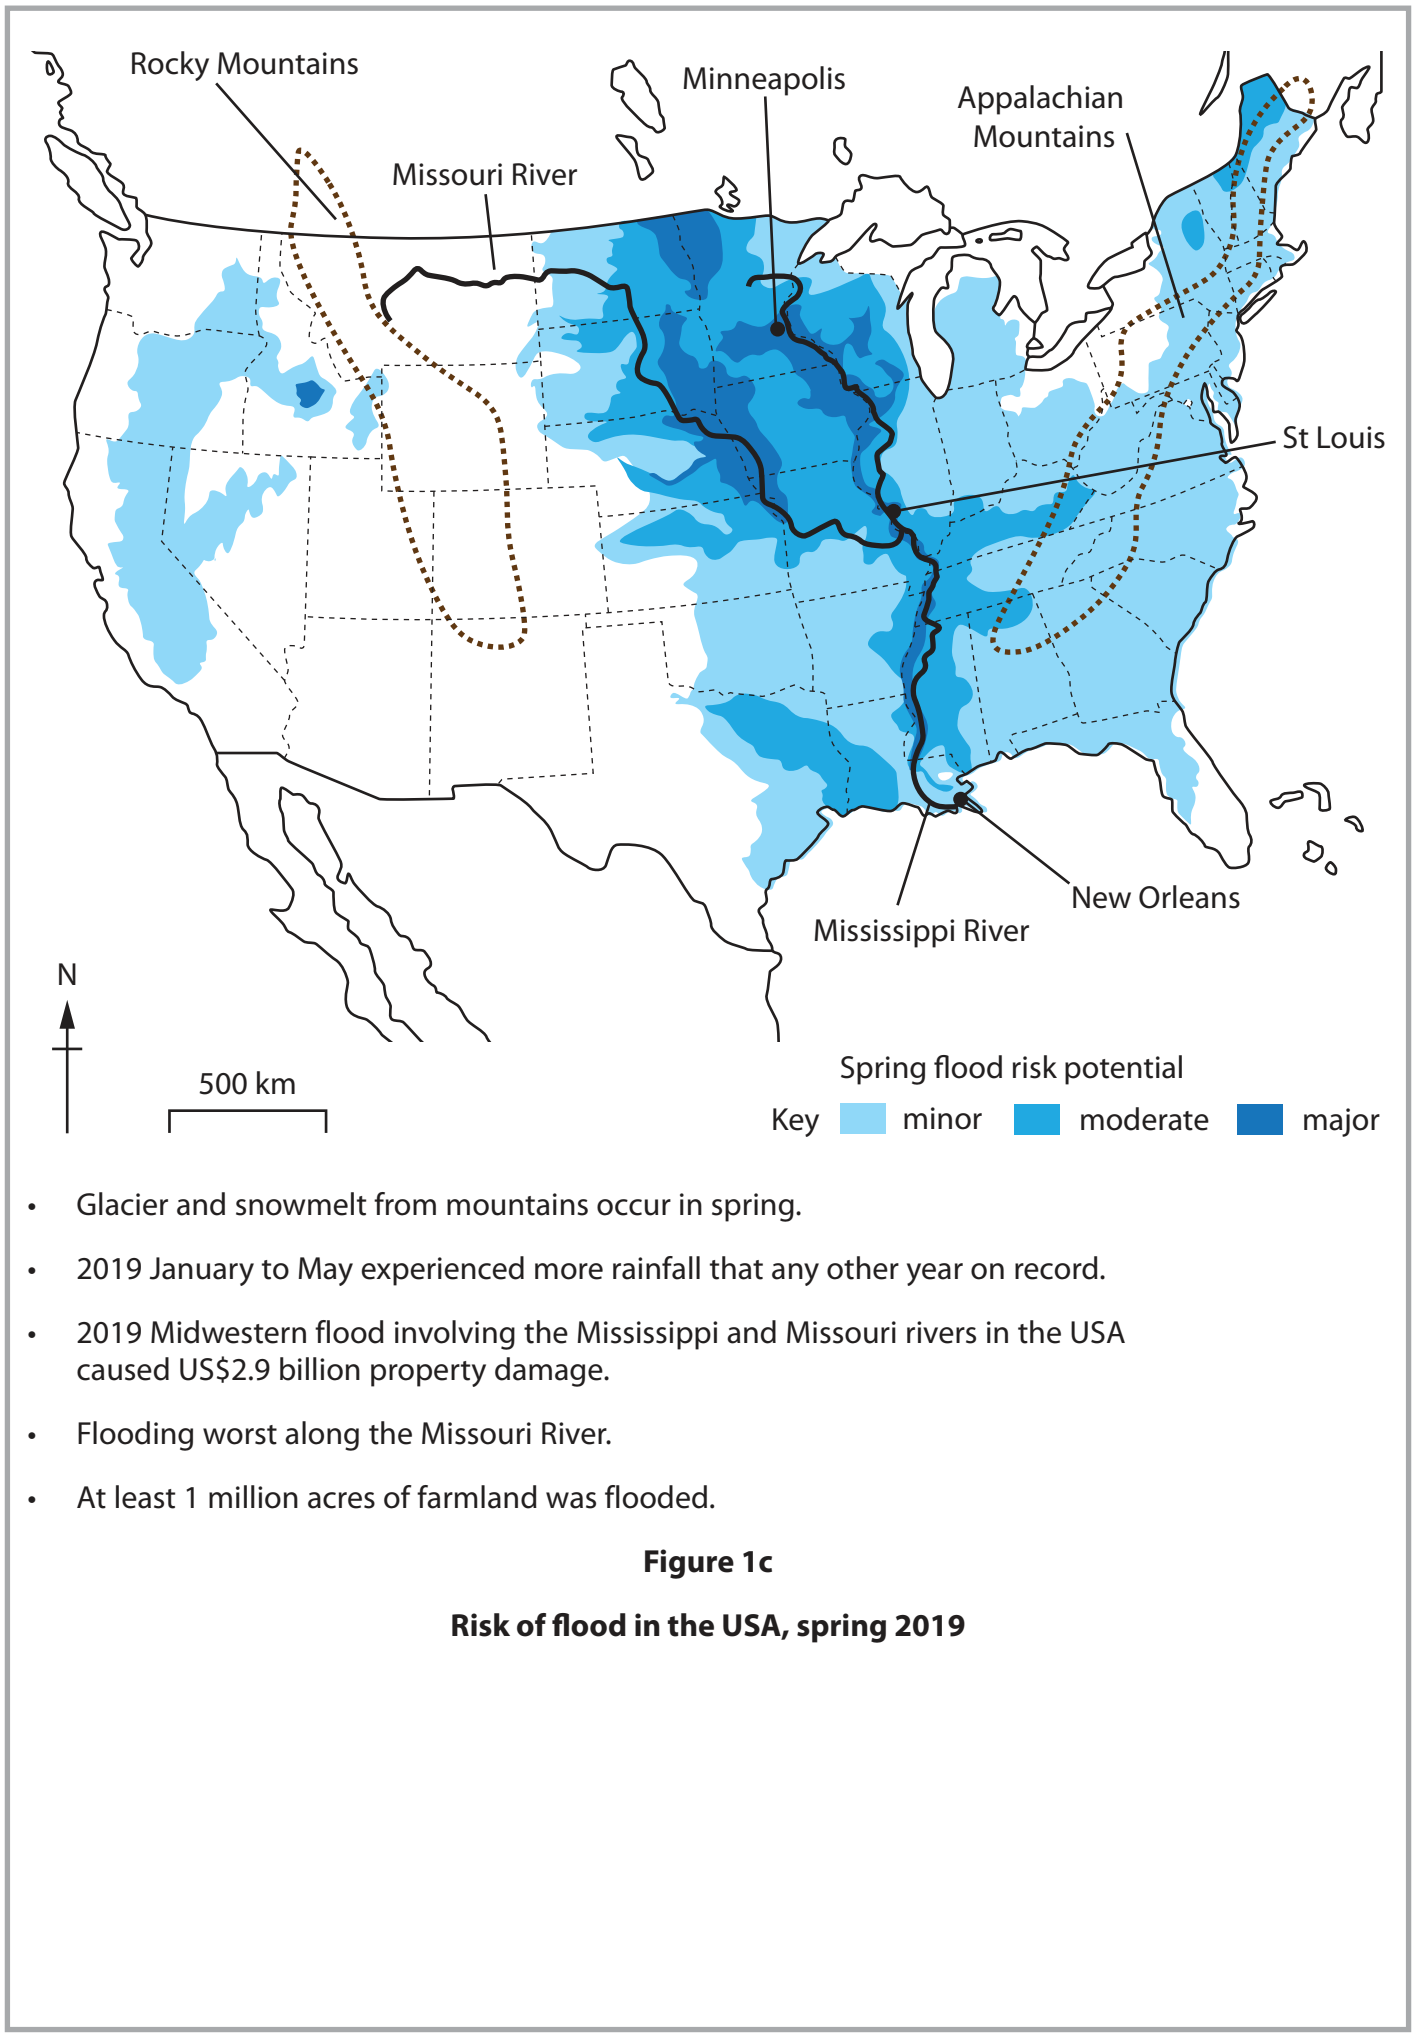 Rocky Mountains
Minneapolis
Appalachian
Mountains
Missouri River
St Louis
New Orleans
Mississippi River
N
500 km
Spring flood risk potential
Key minor moderate major
• Glacier and snowmelt from mountains occur in spring.
• 2019 January to May experienced more rainfall that any other year on record.
• 2019 Midwestern flood involving the Mississippi and Missouri rivers in the USA
caused US$2.9 billion property damage.
• Flooding worst along the Missouri River.
• At least 1 million acres of farmland was flooded.
Figure 1c
Risk of flood in the USA, spring 2019